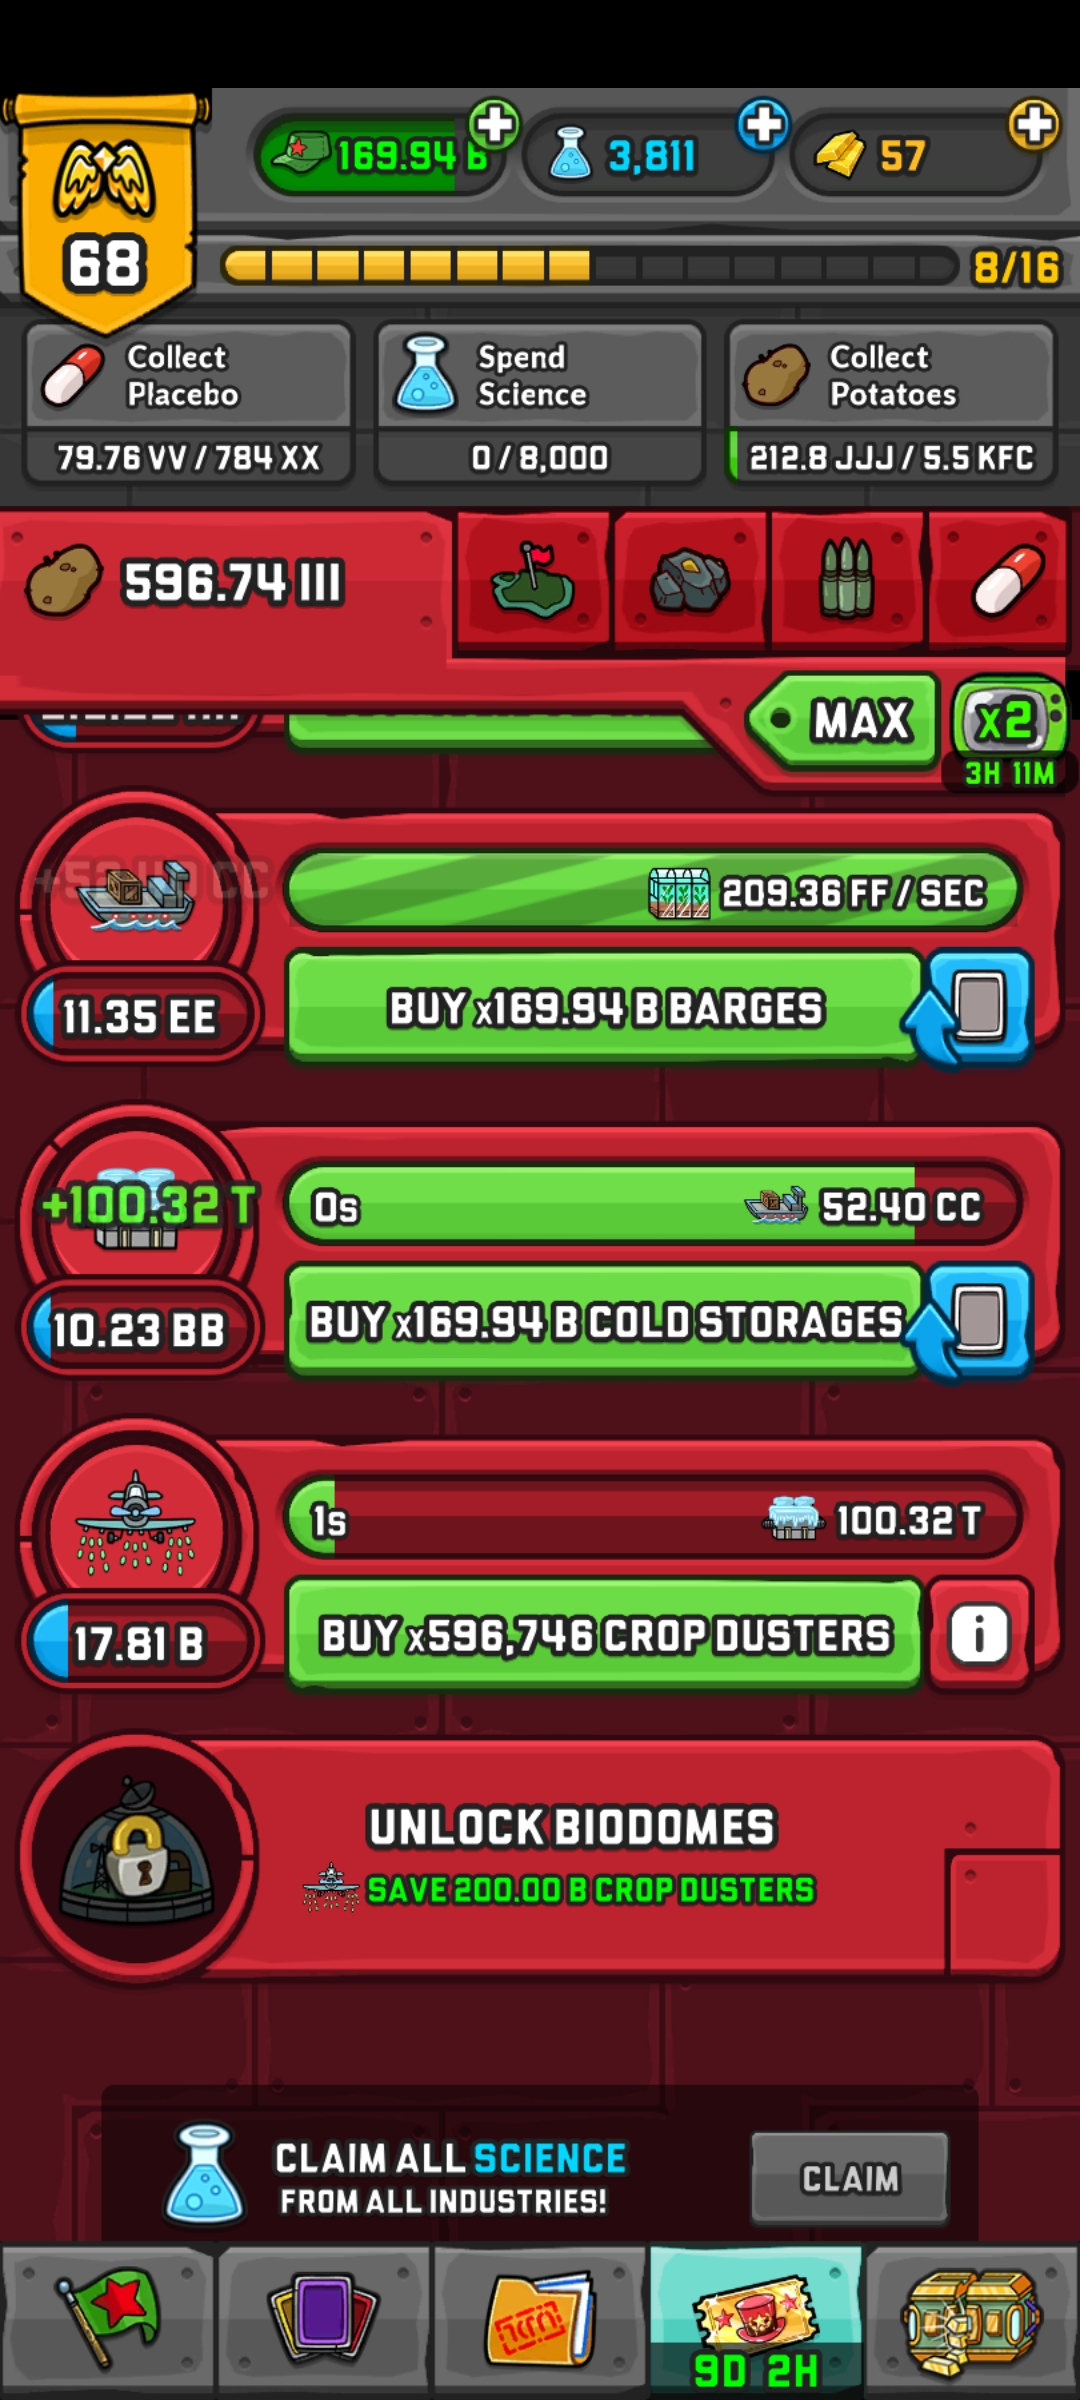 169.94 B
3,811
57
68
8/16
Collect
Placebo
79.76 VV / 784 XX
Spend
Science
0 / 8,000
Collect
Potatoes
212.8 JJJ / 5.5 KFC
596.74 III
MAX
x2
3H 11M
209.36 FF / SEC
11.35 EE
BUY x169.94 B BARGES
+100.32 T
0s
52.40 CC
10.23 BB
BUY x169.94 B COLD STORAGES
1s
100.32 T
17.81 B
BUY x596,746 CROP DUSTERS
i
UNLOCK BIODOMES
SAVE 200.00 B CROP DUSTERS
CLAIM ALL SCIENCE
FROM ALL INDUSTRIES!
CLAIM
9D 2H